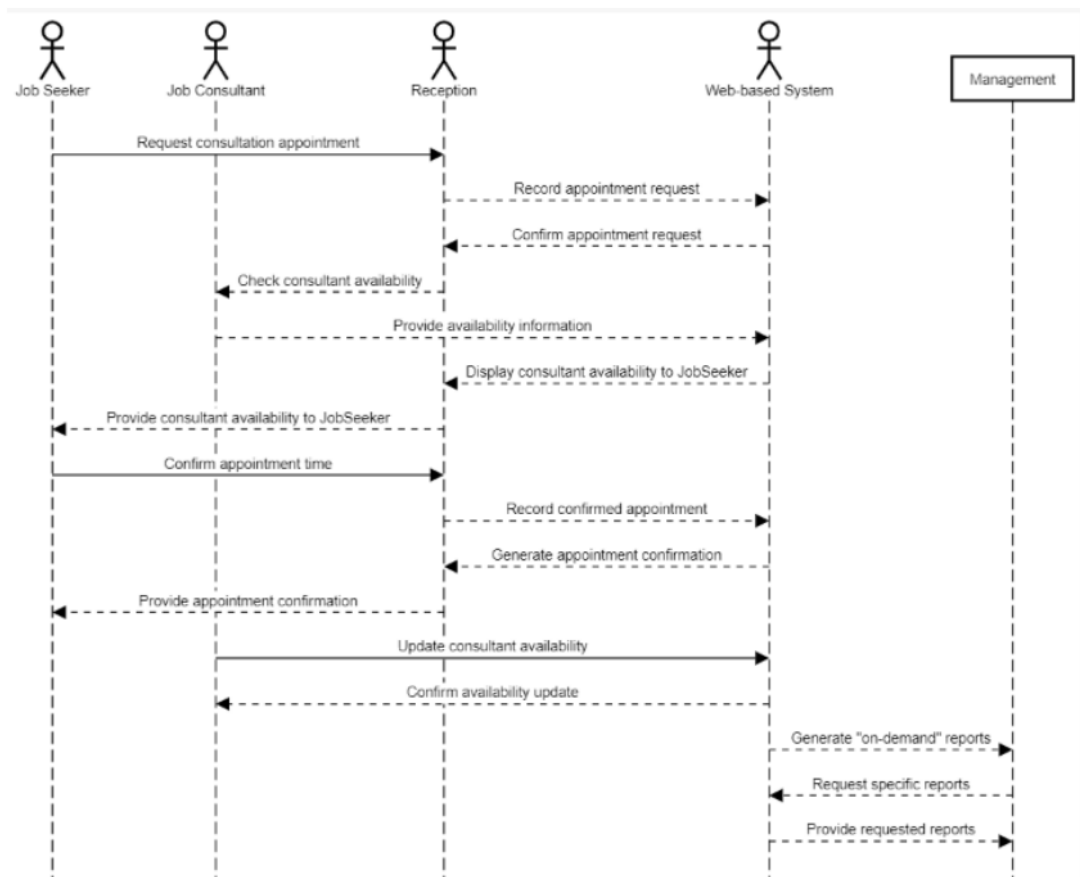 Job Seeker
Job Consultant
Reception
Web-based System
Management
Request consultation appointment
Record appointment request
Confirm appointment request
Check consultant availability
Provide availability information
Display consultant availability to JobSeeker
Provide consultant availability to JobSeeker
Confirm appointment time
Record confirmed appointment
Generate appointment confirmation
Provide appointment confirmation
Update consultant availability
Confirm availability update
Generate "on-demand" reports
Request specific reports
Provide requested reports